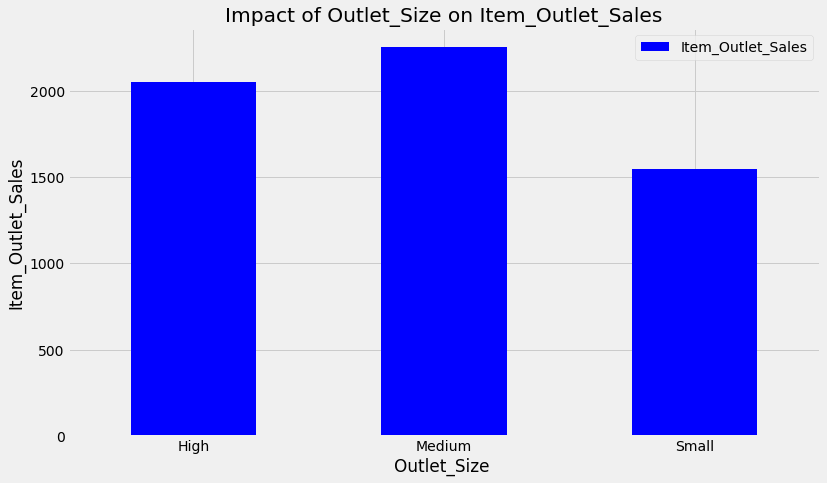 Impact of Outlet_Size on Item_Outlet_Sales
Item_Outlet_Sales
2000
1500
1000
500
0
Item_Outlet_Sales
High
Medium
Small
Outlet_Size